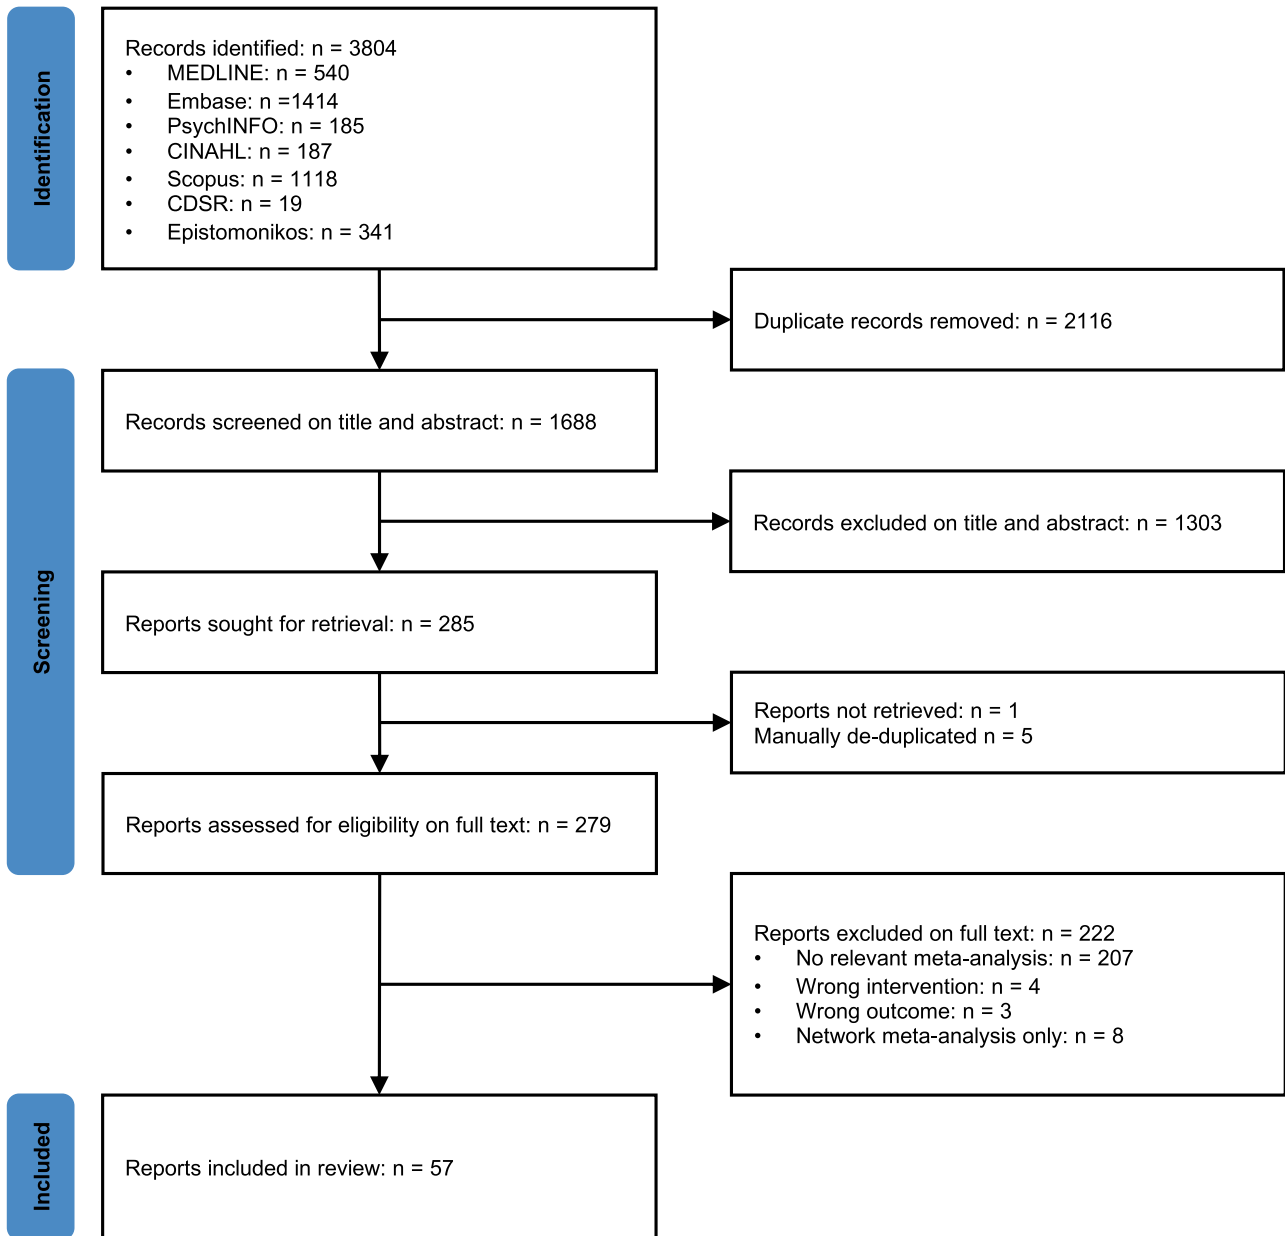 Identification
Records identified: n = 3804
• MEDLINE: n = 540
• Embase: n =1414
• PsychINFO: n = 185
• CINAHL: n = 187
• Scopus: n = 1118
• CDSR: n = 19
• Epistomonikos: n = 341
Duplicate records removed: n = 2116
Screening
Records screened on title and abstract: n = 1688
Records excluded on title and abstract: n = 1303
Reports sought for retrieval: n = 285
Reports not retrieved: n = 1
Manually de-duplicated n = 5
Reports assessed for eligibility on full text: n = 279
Reports excluded on full text: n = 222
• No relevant meta-analysis: n = 207
• Wrong intervention: n = 4
• Wrong outcome: n = 3
• Network meta-analysis only: n = 8
Included
Reports included in review: n = 57